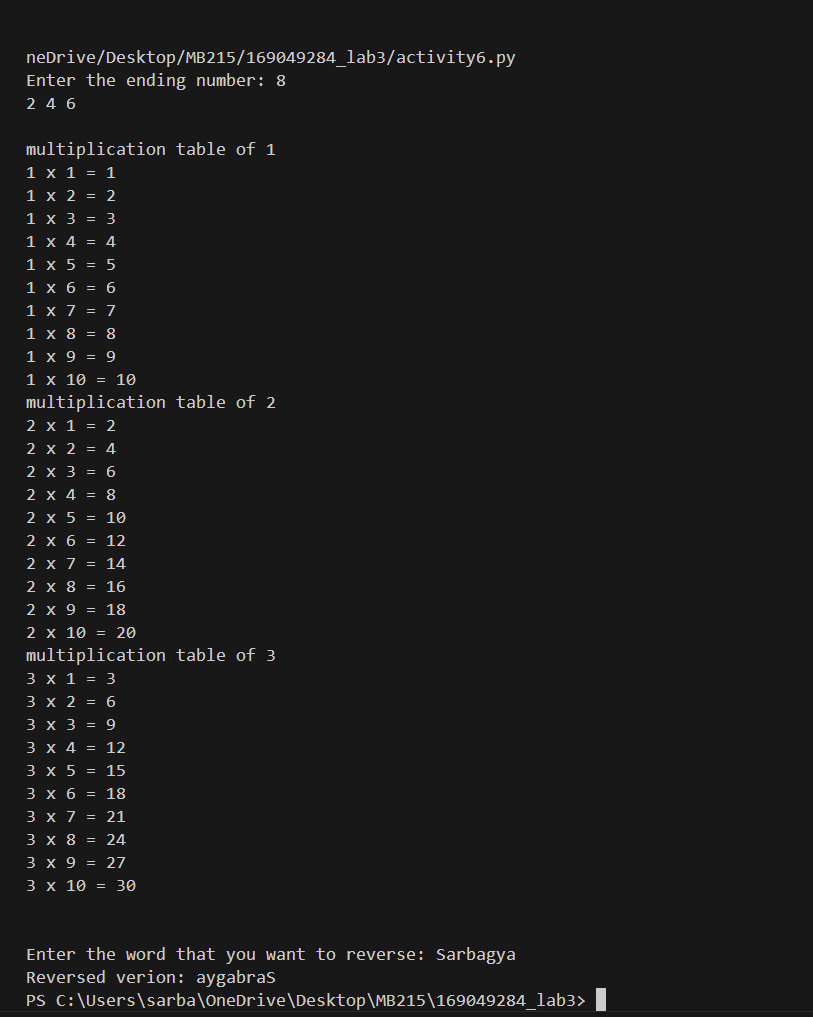 neDrive/Desktop/MB215/169049284_lab3/activity6.py
Enter the ending number: 8
2 4 6
multiplication table of 1
1 x 1 = 1
1 x 2 = 2
1 x 3 = 3
1 x 4 = 4
1 x 5 = 5
1 x 6 = 6
1 x 7 = 7
1 x 8 = 8
1 x 9 = 9
1 x 10 = 10
multiplication table of 2
2 x 1 = 2
2 x 2 = 4
2 x 3 = 6
2 x 4 = 8
2 x 5 = 10
2 x 6 = 12
2 x 7 = 14
2 x 8 = 16
2 x 9 = 18
2 x 10 = 20
multiplication table of 3
3 x 1 = 3
3 x 2 = 6
3 x 3 = 9
3 x 4 = 12
3 x 5 = 15
3 x 6 = 18
3 x 7 = 21
3 x 8 = 24
3 x 9 = 27
3 x 10 = 30
Enter the word that you want to reverse: Sarbagya
Reversed verion: aygabraS
PS C:\Users\sarba\OneDrive\Desktop\MB215\169049284_lab3>